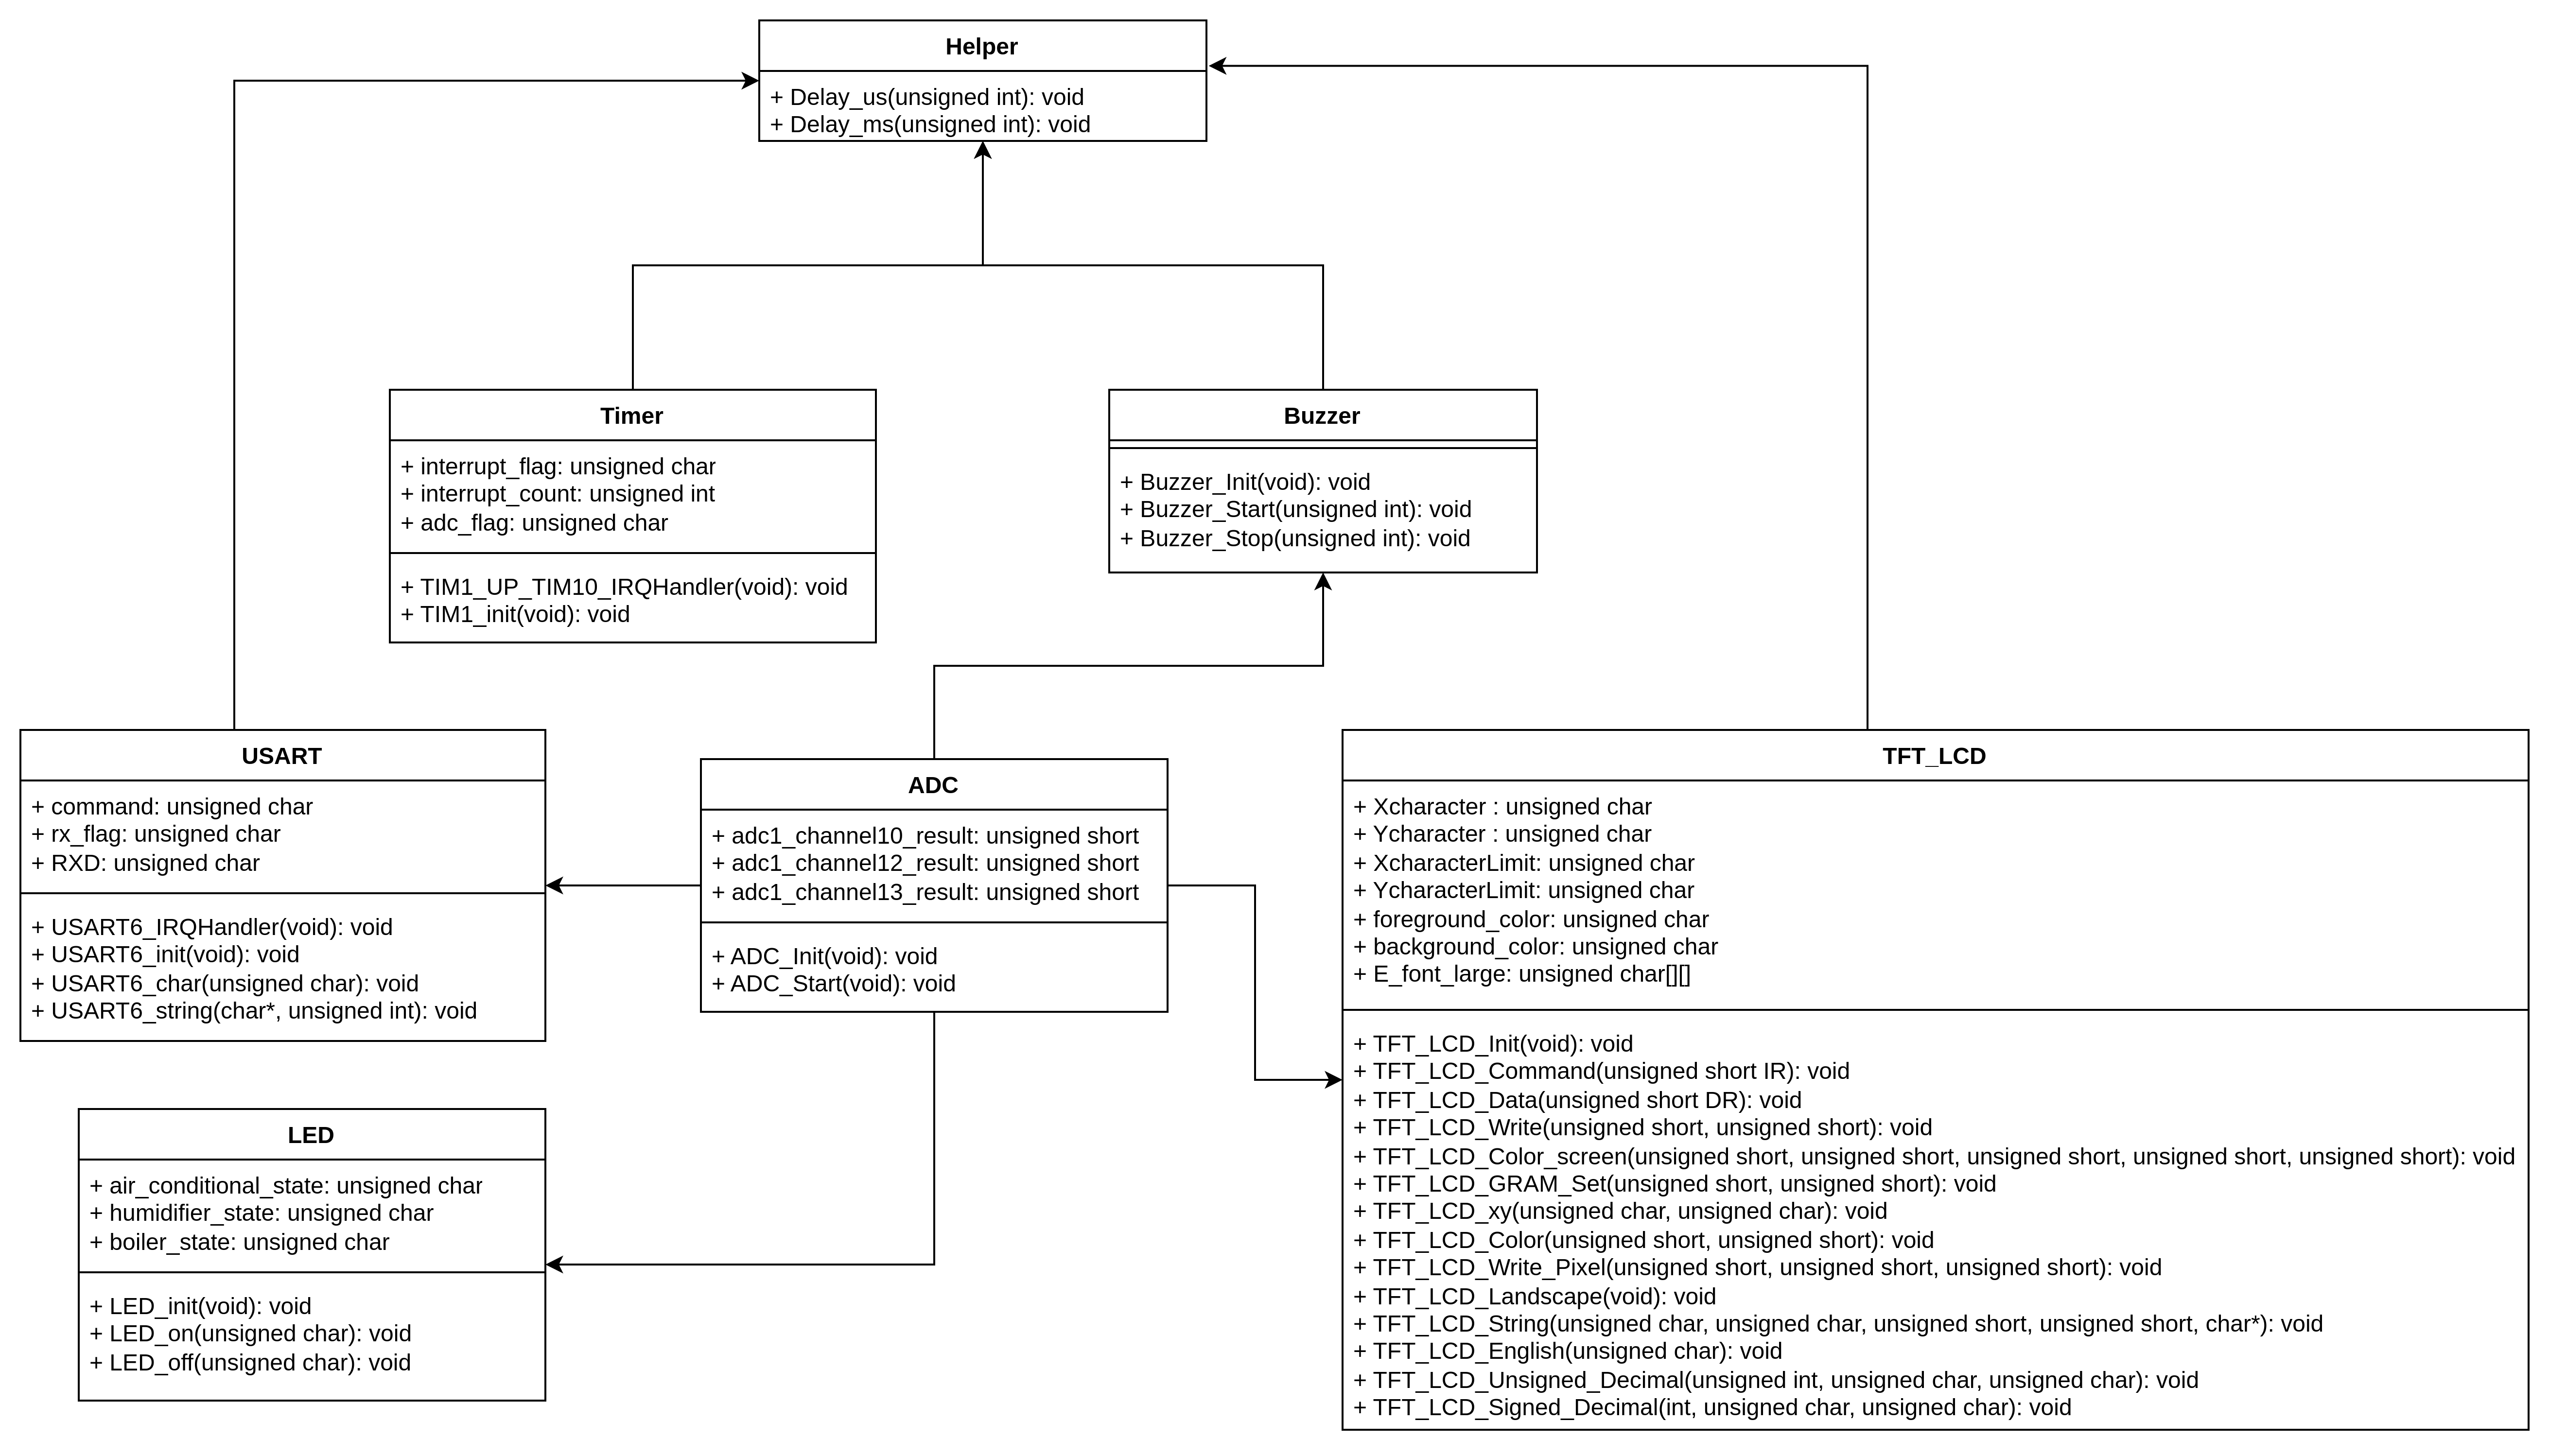 Helper
+ Delay_us(unsigned int): void
+ Delay_ms(unsigned int): void
Timer
+ interrupt_flag: unsigned char
+ interrupt_count: unsigned int
+ adc_flag: unsigned char
+ TIM1_UP_TIM10_IRQHandler(void): void
+ TIM1_init(void): void
Buzzer
+ Buzzer_Init(void): void
+ Buzzer_Start(unsigned int): void
+ Buzzer_Stop(unsigned int): void
USART
+ command: unsigned char
+ rx_flag: unsigned char
+ RXD: unsigned char
+ USART6_IRQHandler(void): void
+ USART6_init(void): void
+ USART6_char(unsigned char): void
+ USART6_string(char*, unsigned int): void
ADC
+ adc1_channel10_result: unsigned short
+ adc1_channel12_result: unsigned short
+ adc1_channel13_result: unsigned short
+ ADC_Init(void): void
+ ADC_Start(void): void
TFT_LCD
+ Xcharacter : unsigned char
+ Ycharacter : unsigned char
+ XcharacterLimit: unsigned char
+ YcharacterLimit: unsigned char
+ foreground_color: unsigned char
+ background_color: unsigned char
+ E_font_large: unsigned char[][]
+ TFT_LCD_Init(void): void
+ TFT_LCD_Command(unsigned short IR): void
+ TFT_LCD_Data(unsigned short DR): void
+ TFT_LCD_Write(unsigned short, unsigned short): void
+ TFT_LCD_Color_screen(unsigned short, unsigned short, unsigned short, unsigned short, unsigned short): void
+ TFT_LCD_GRAM_Set(unsigned short, unsigned short): void
+ TFT_LCD_xy(unsigned char, unsigned char): void
+ TFT_LCD_Color(unsigned short, unsigned short): void
+ TFT_LCD_Write_Pixel(unsigned short, unsigned short, unsigned short): void
+ TFT_LCD_Landscape(void): void
+ TFT_LCD_String(unsigned char, unsigned char, unsigned short, unsigned short, char*): void
+ TFT_LCD_English(unsigned char): void
+ TFT_LCD_Unsigned_Decimal(unsigned int, unsigned char, unsigned char): void
+ TFT_LCD_Signed_Decimal(int, unsigned char, unsigned char): void
LED
+ air_conditional_state: unsigned char
+ humidifier_state: unsigned char
+ boiler_state: unsigned char
+ LED_init(void): void
+ LED_on(unsigned char): void
+ LED_off(unsigned char): void